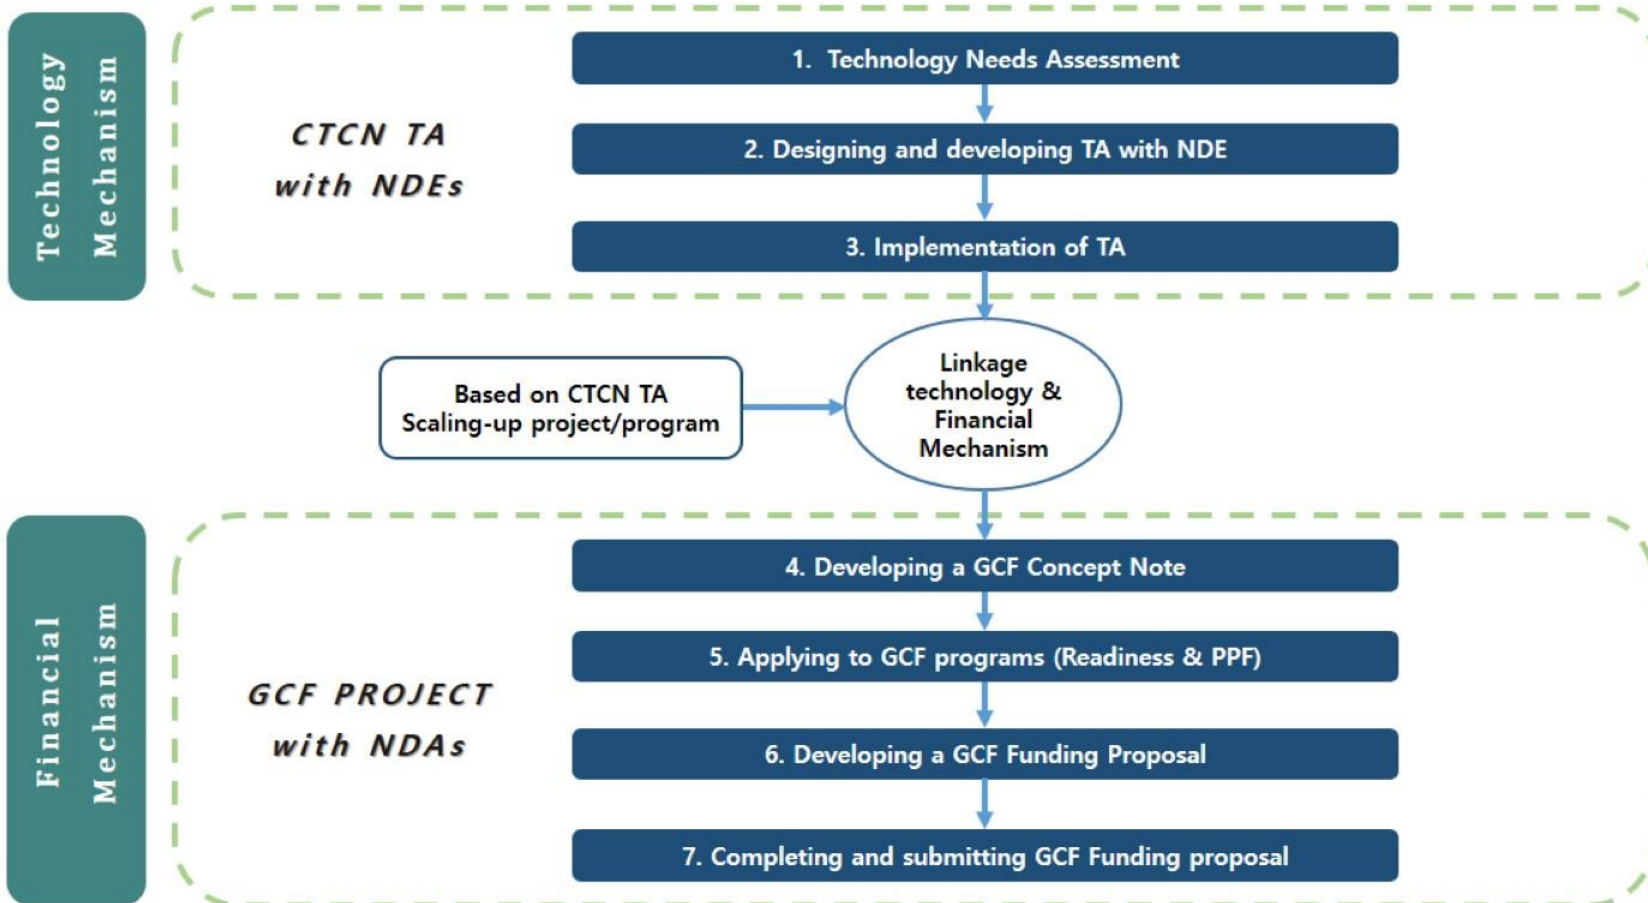 Technology
Mechanism
CTCN TA
with NDEs
1. Technology Needs Assessment
2. Designing and developing TA with NDE
3. Implementation of TA
Based on CTCN TA
Scaling-up project/program
Linkage
technology &
Financial
Mechanism
Financial
Mechanism
GCF PROJECT
with NDAs
4. Developing a GCF Concept Note
5. Applying to GCF programs (Readiness & PPF)
6. Developing a GCF Funding Proposal
7. Completing and submitting GCF Funding proposal